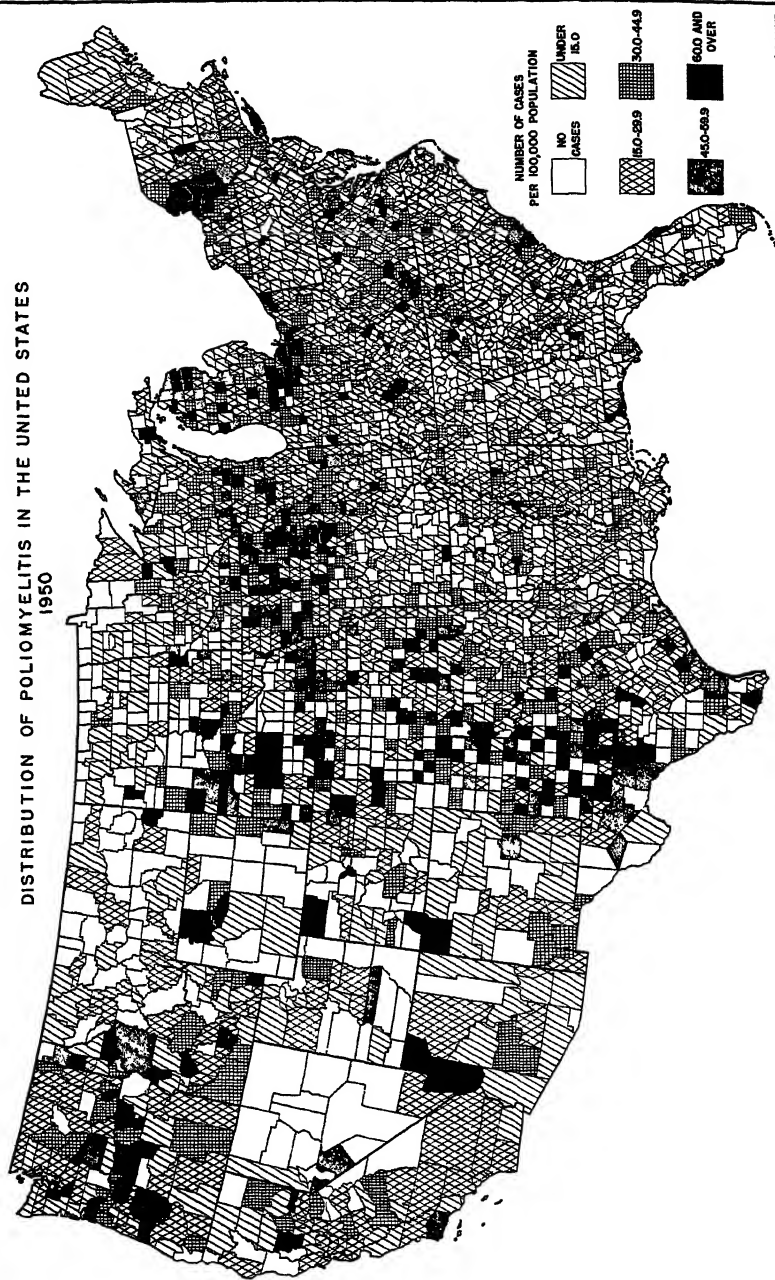 DISTRIBUTION OF POLIOMYELITIS IN THE UNITED STATES
1950
NUMBER OF CASES
PER 100,000 POPULATION
NO
CASES
UNDER
15.0
15.0-29.9
30.0-44.9
45.0-59.9
60.0 AND
OVER